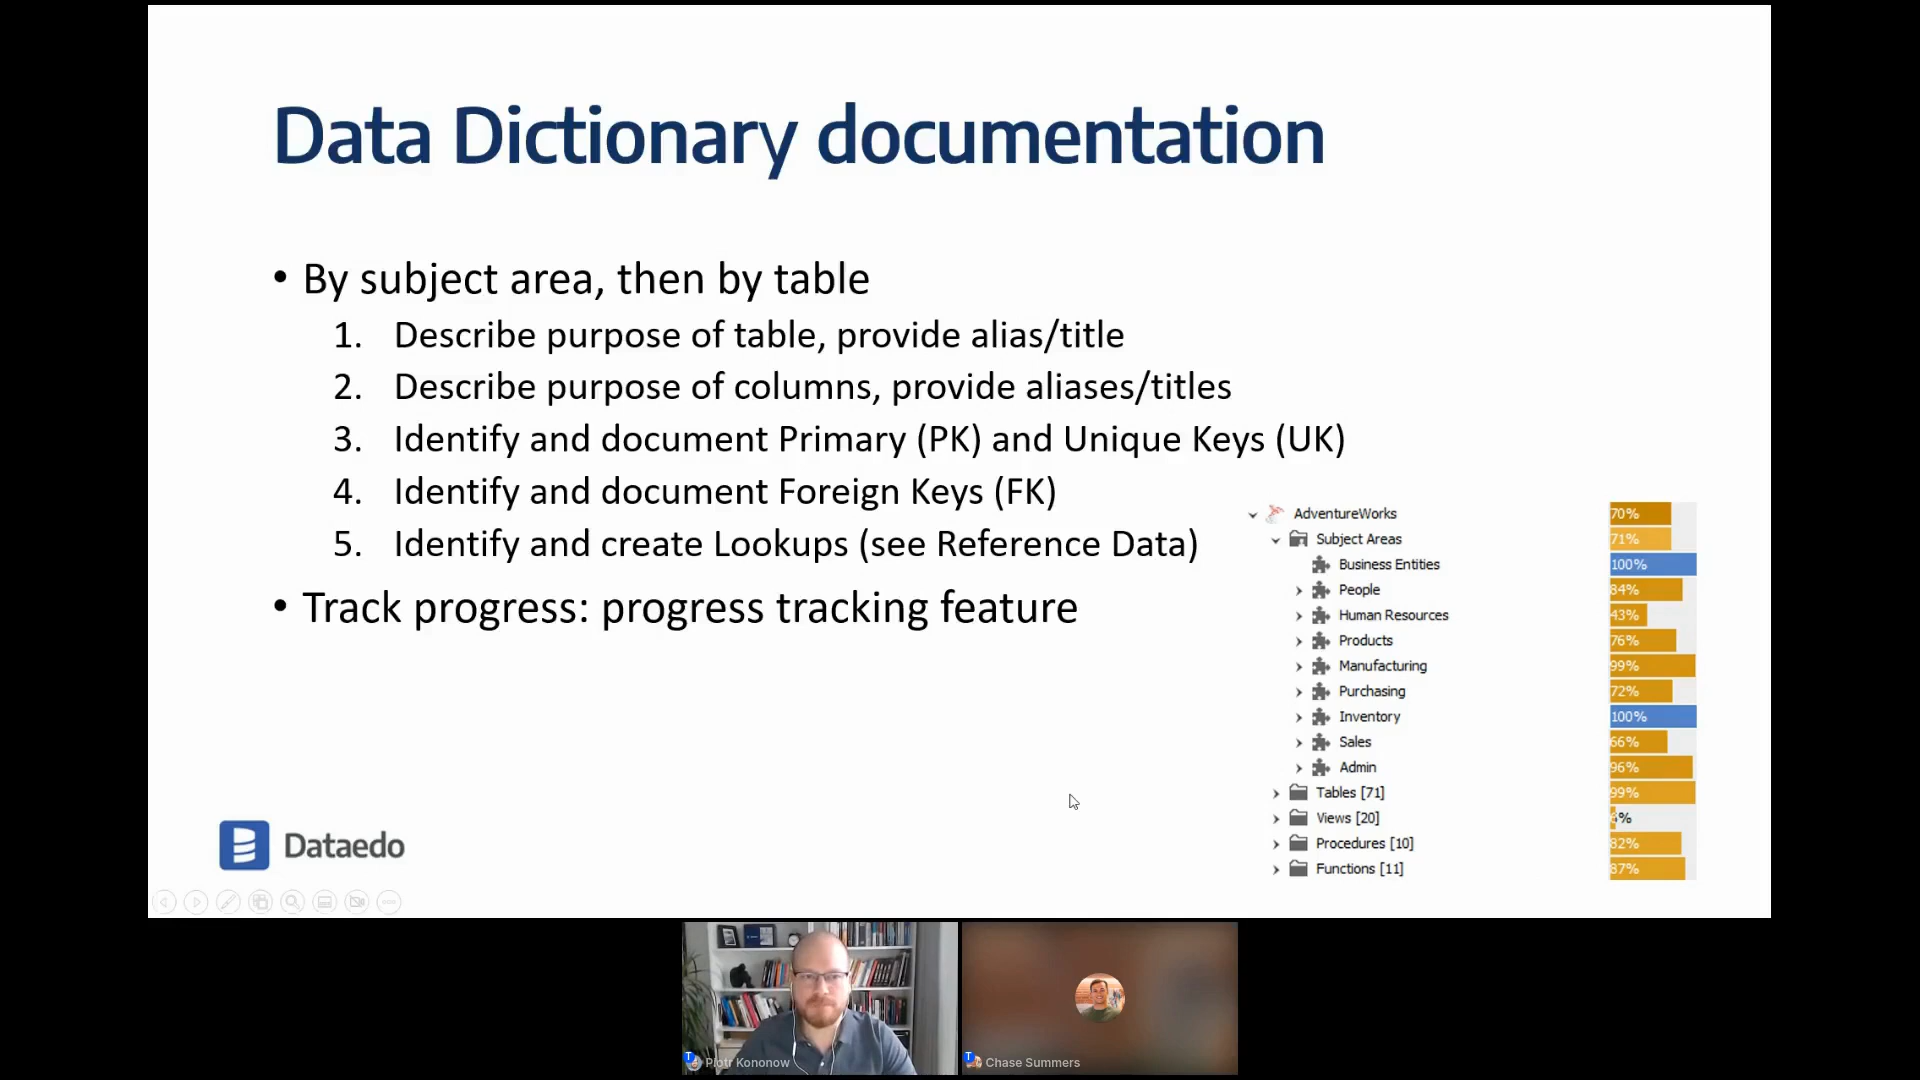 Data Dictionary documentation
• By subject area, then by table
1. Describe purpose of table, provide alias/title
2. Describe purpose of columns, provide aliases/titles
3. Identify and document Primary (PK) and Unique Keys (UK)
4. Identify and document Foreign Keys (FK)
5. Identify and create Lookups (see Reference Data)
• Track progress: progress tracking feature
AdventureWorks 70%
Subject Areas 71%
Business Entities 100%
People 84%
Human Resources 43%
Products 76%
Manufacturing 99%
Purchasing 72%
Inventory 100%
Sales 66%
Admin 96%
Tables [71] 99%
Views [20]
Procedures [10] 82%
Functions [11] 87%
Dataedo
Piotr Kononow
Chase Summers